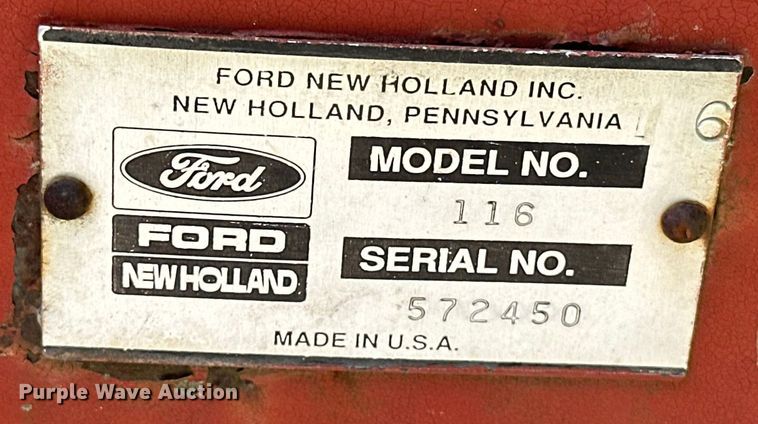 FORD NEW HOLLAND INC.
NEW HOLLAND, PENNSYLVANIA
6
Ford
FORD
NEW HOLLAND
MODEL NO.
116
SERIAL NO.
572450
MADE IN U.S.A.
Purple Wave Auction